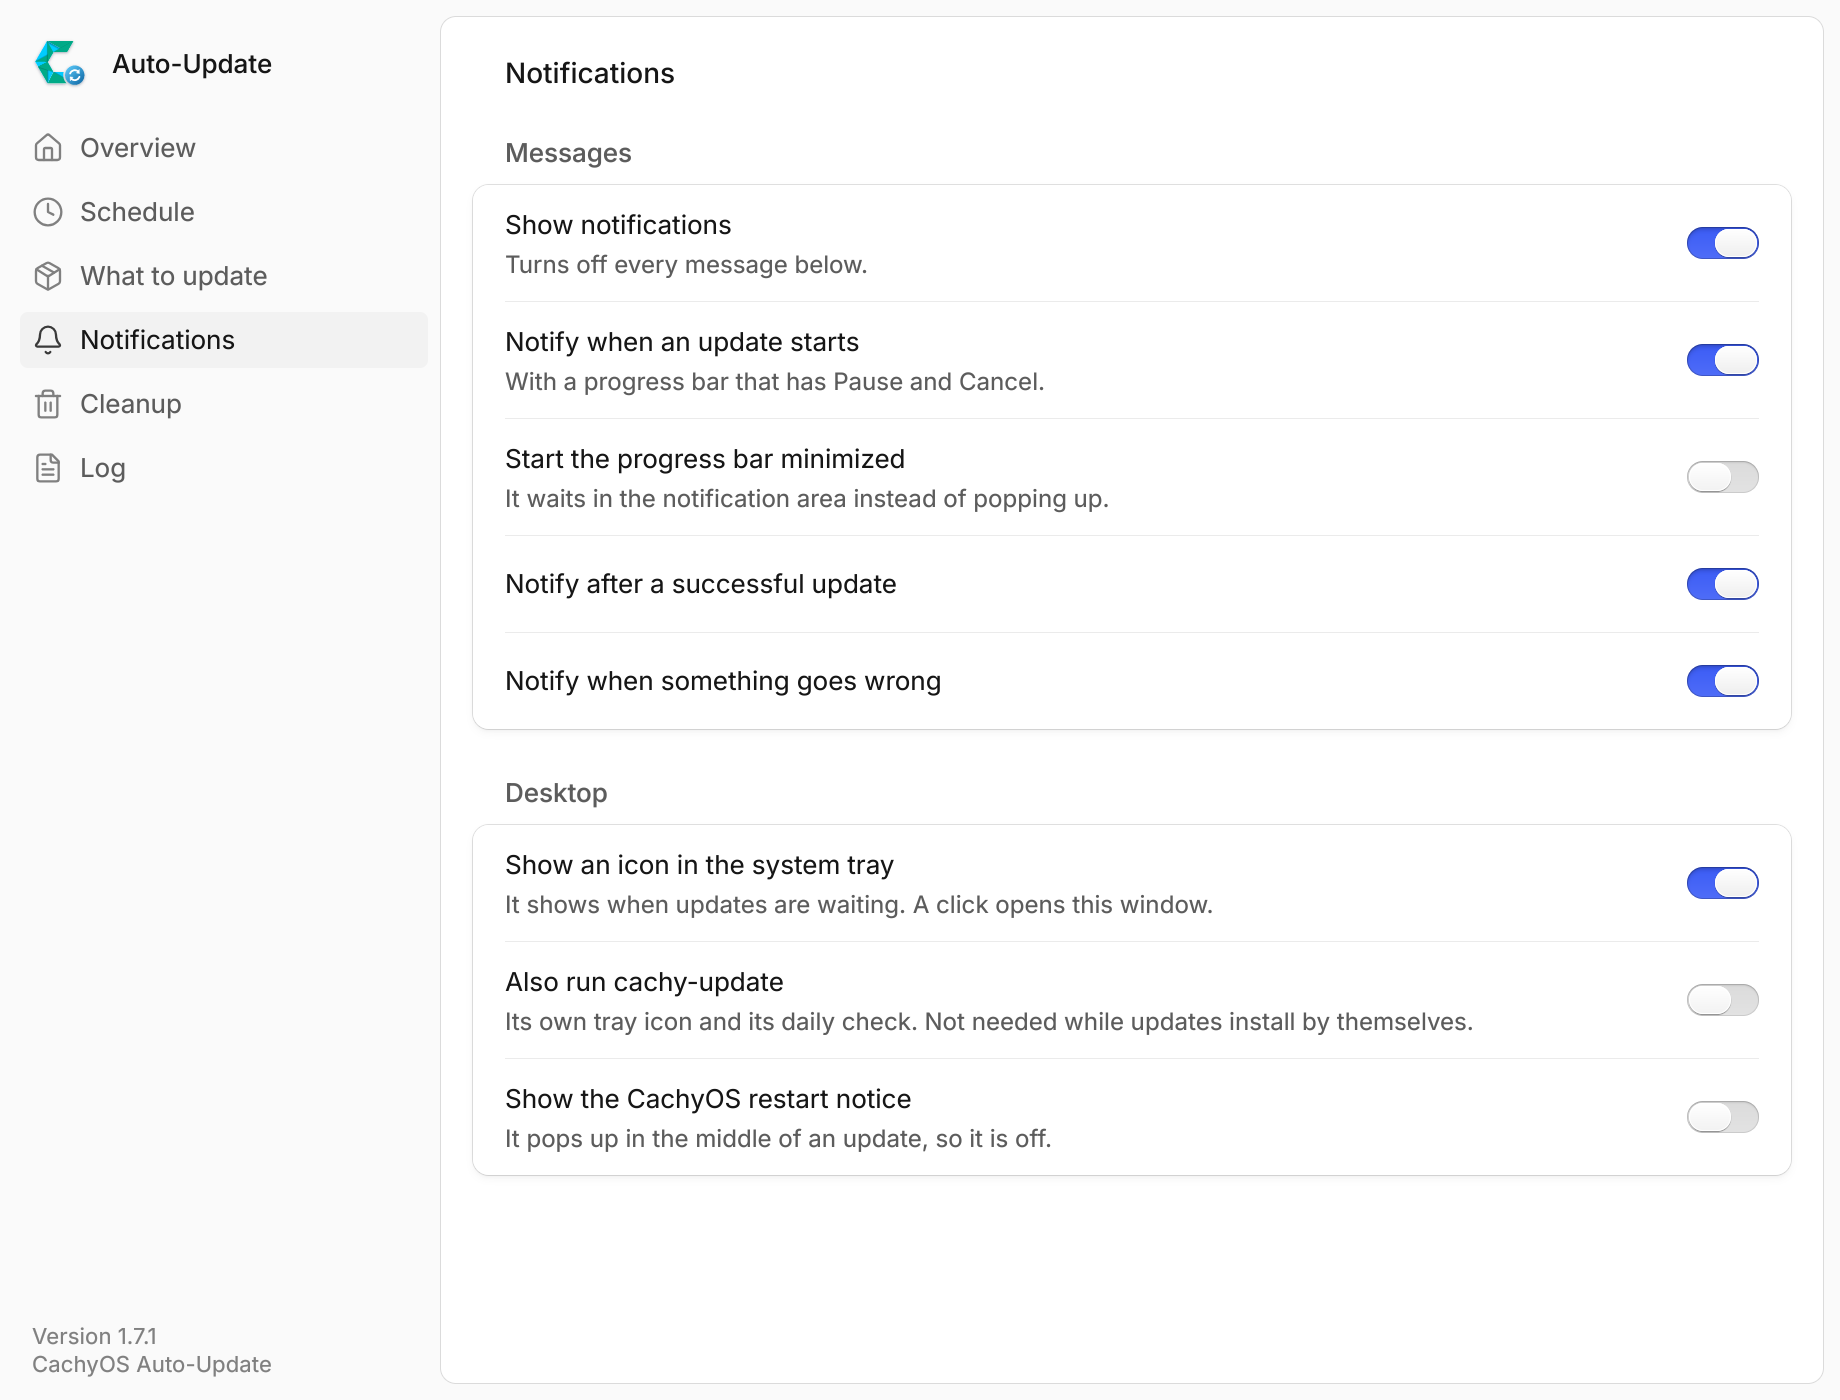 Auto-Update
Overview
Schedule
What to update
Notifications
Cleanup
Log
Version 1.7.1
CachyOS Auto-Update
Notifications
Messages
Show notifications
Turns off every message below.
Notify when an update starts
With a progress bar that has Pause and Cancel.
Start the progress bar minimized
It waits in the notification area instead of popping up.
Notify after a successful update
Notify when something goes wrong
Desktop
Show an icon in the system tray
It shows when updates are waiting. A click opens this window.
Also run cachy-update
Its own tray icon and its daily check. Not needed while updates install by themselves.
Show the CachyOS restart notice
It pops up in the middle of an update, so it is off.